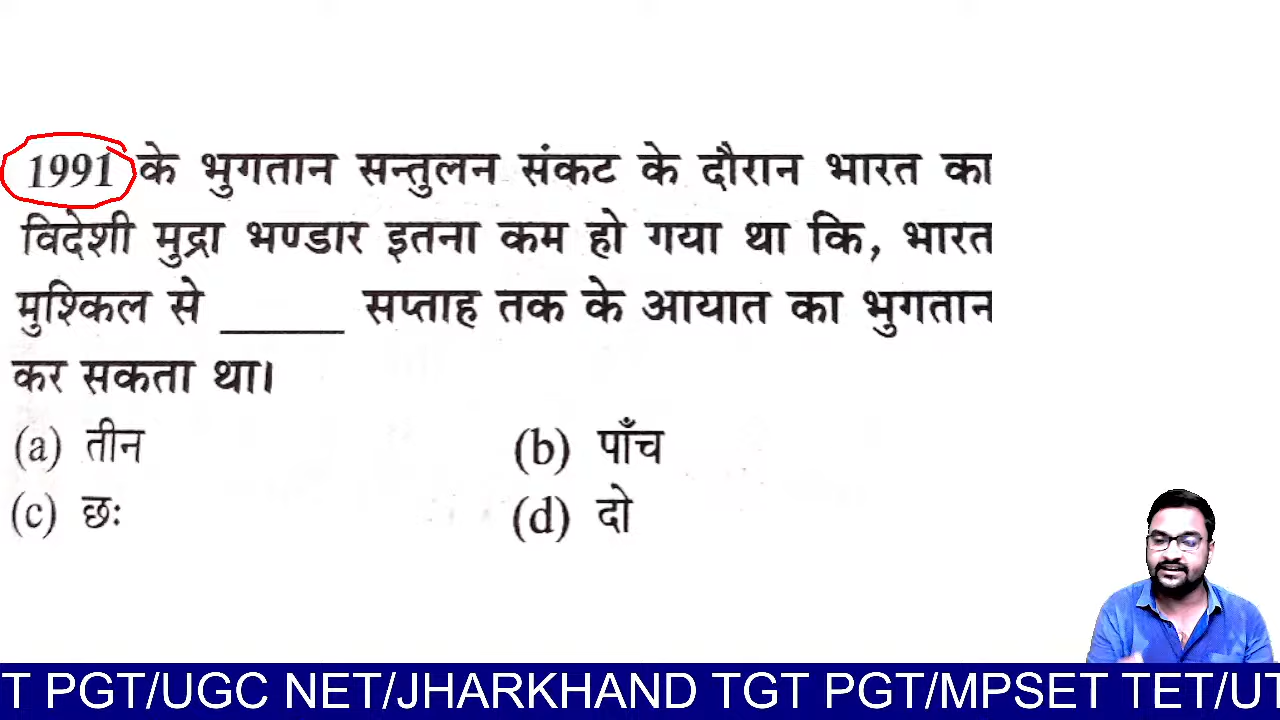 1991 के भुगतान सन्तुलन संकट के दौरान भारत का
विदेशी मुद्रा भण्डार इतना कम हो गया था कि, भारत
मुश्किल से _____ सप्ताह तक के आयात का भुगतान
कर सकता था।
(a) तीन (b) पाँच
(c) छः (d) दो
T PGT/UGC NET/JHARKHAND TGT PGT/MPSET TET/UT